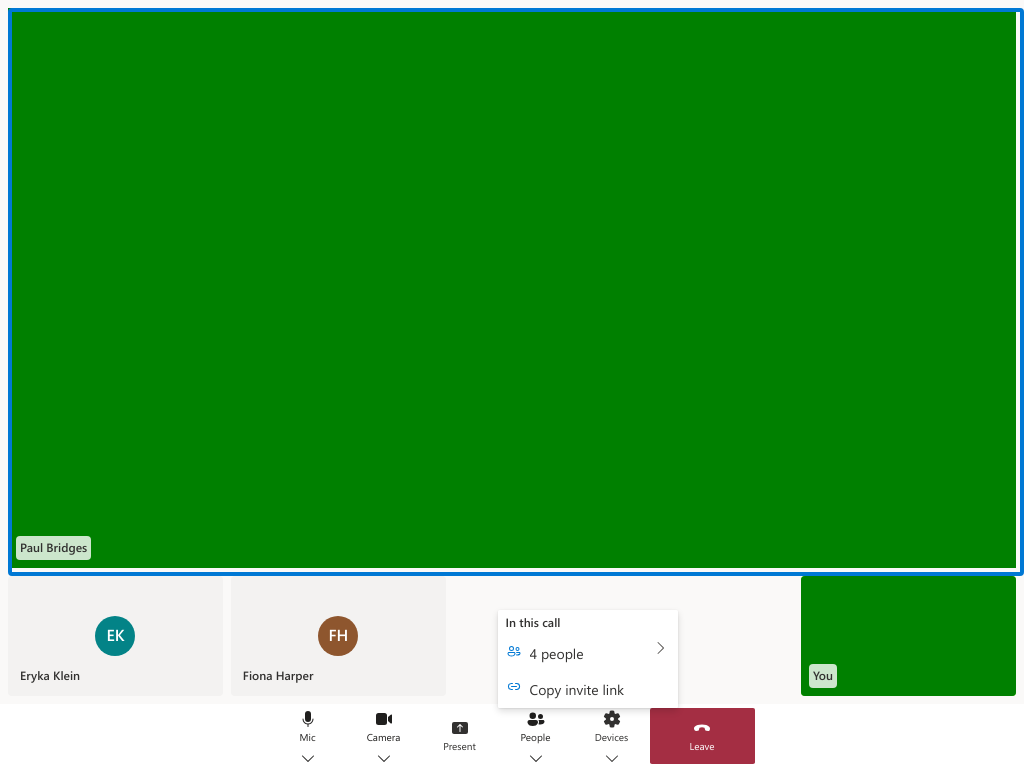 Paul Bridges
EK
Eryka Klein
FH
Fiona Harper
In this call
4 people
Copy invite link
You
Mic
Camera
Present
People
Devices
Leave